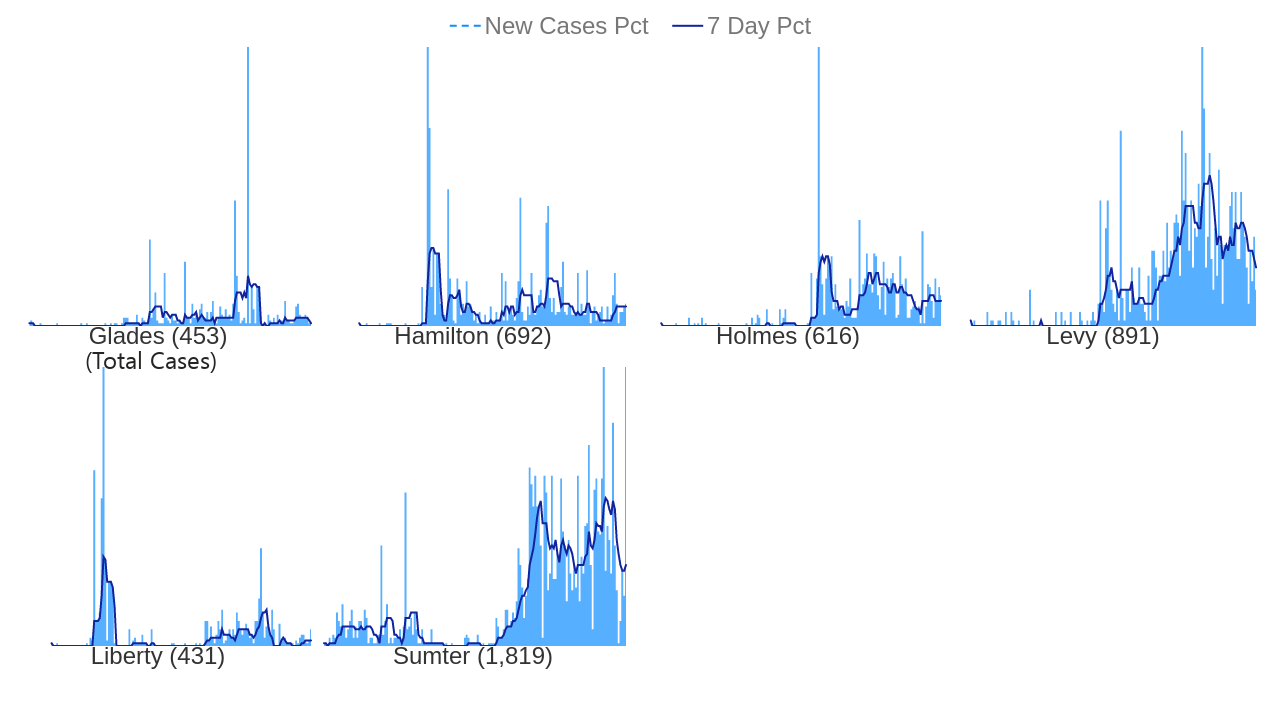 New Cases Pct 7 Day Pct
Glades (453) Hamilton (692) Holmes (616) Levy (891)
(Total Cases)
Liberty (431) Sumter (1,819)